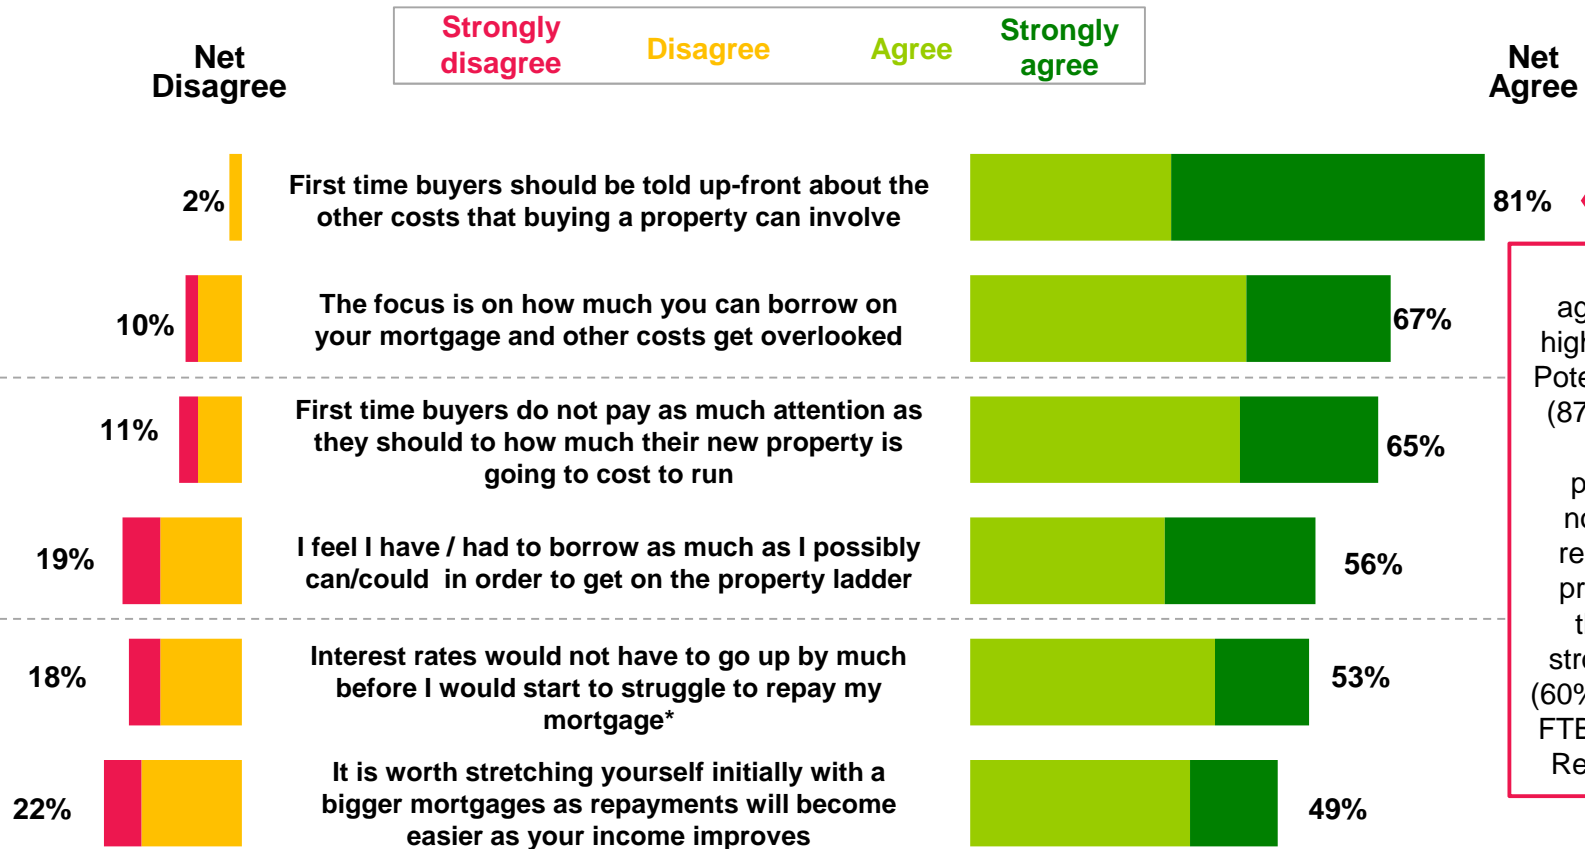 Strongly disagree
Disagree
Agree
Strongly agree
Net Disagree
Net Agree
2%
First time buyers should be told up-front about the
other costs that buying a property can involve
81%
10%
The focus is on how much you can borrow on
your mortgage and other costs get overlooked
67%
11%
First time buyers do not pay as much attention as
they should to how much their new property is
going to cost to run
65%
19%
I feel I have / had to borrow as much as I possibly
can/could in order to get on the property ladder
56%
18%
Interest rates would not have to go up by much
before I would start to struggle to repay my
mortgage*
53%
22%
It is worth stretching yourself initially with a
bigger mortgages as repayments will become
easier as your income improves
49%
(87
(60%